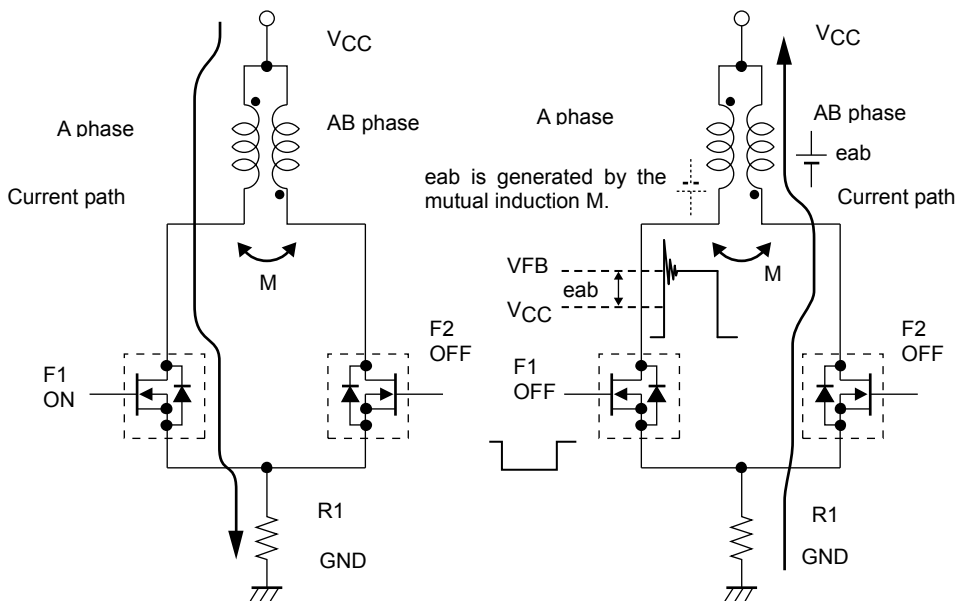 VCC
A phase
AB phase
Current path
M
F1
ON
F2
OFF
R1
GND
VCC
A phase
AB phase
eab
eab is generated by the
mutual induction M.
Current path
M
VFB
eab
VCC
F1
OFF
F2
OFF
R1
GND